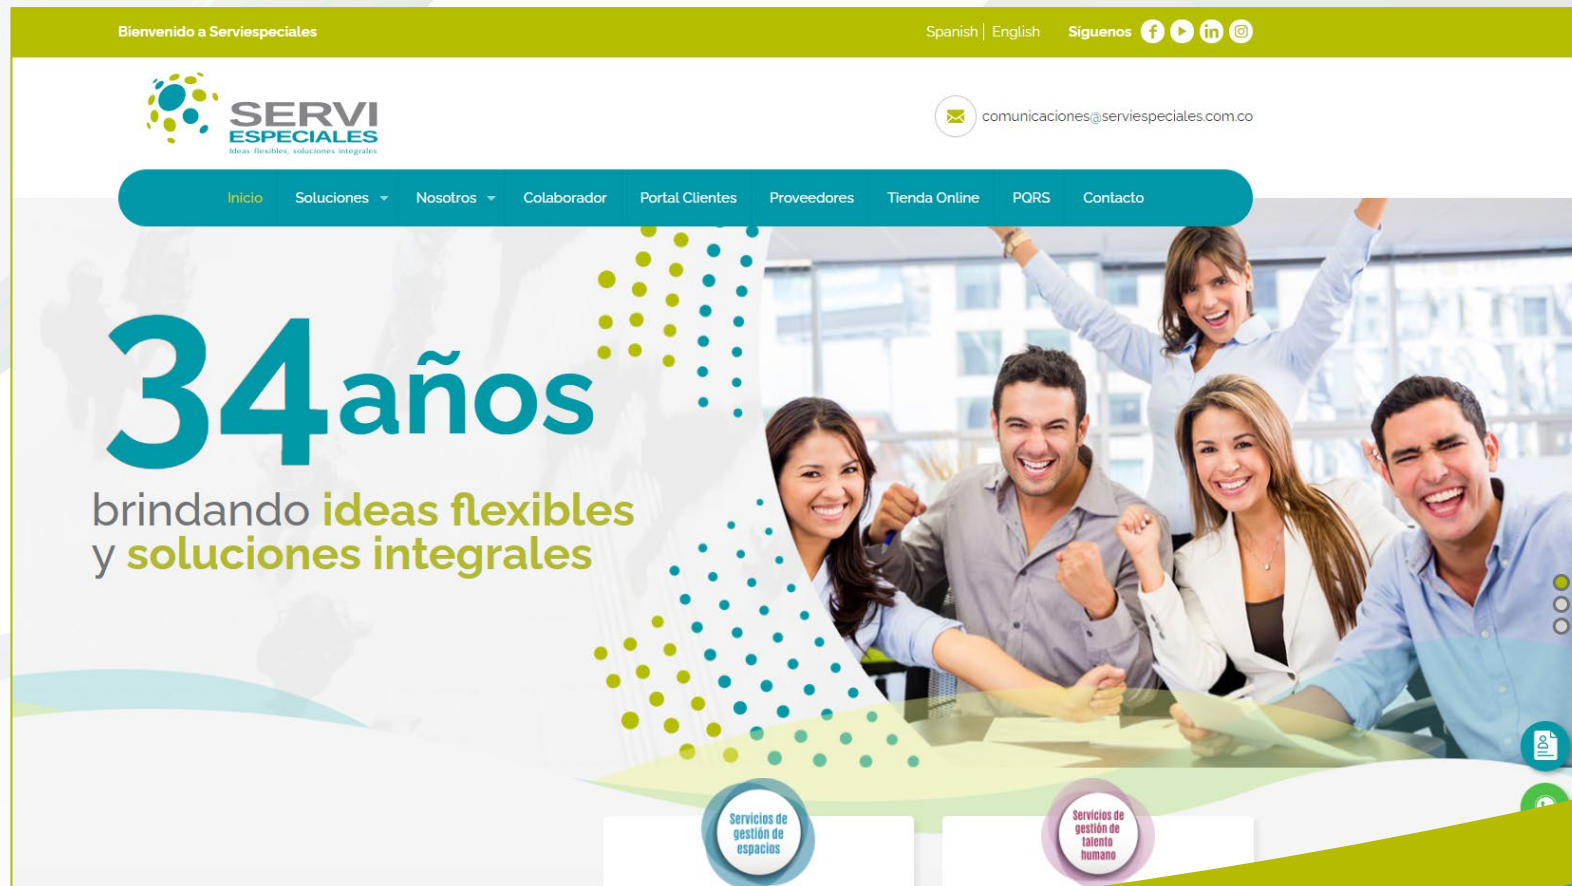 Bienvenido a Serviespeciales
Spanish | English
Síguenos
SERVI
ESPECIALES
Ideas flexibles, soluciones integrales
comunicaciones@serviespeciales.com.co
Inicio
Soluciones
Nosotros
Colaborador
Portal Clientes
Proveedores
Tienda Online
PQRS
Contacto
34 años
brindando ideas flexibles
y soluciones integrales
Servicios de
gestión de
espacios
Servicios de
gestión de
talento
humano